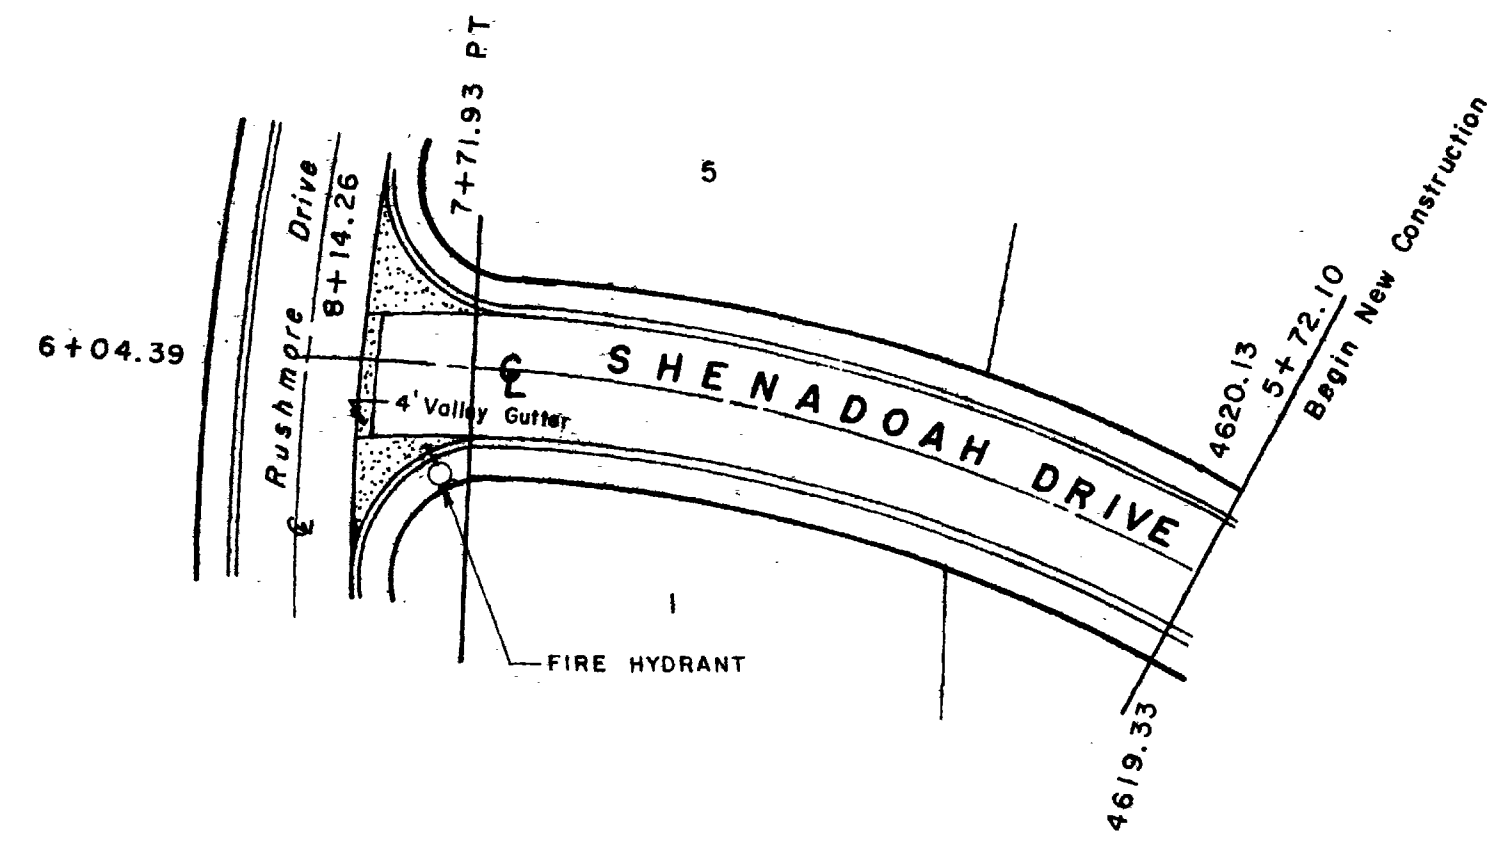 7+71.93 PT
5
Rushmore Drive
8+14.26
6+04.39
℄
SHENADOAH DRIVE
4' Valley Gutter
4620.13
5+72.10
Begin New Construction
℄
1
FIRE HYDRANT
4619.33